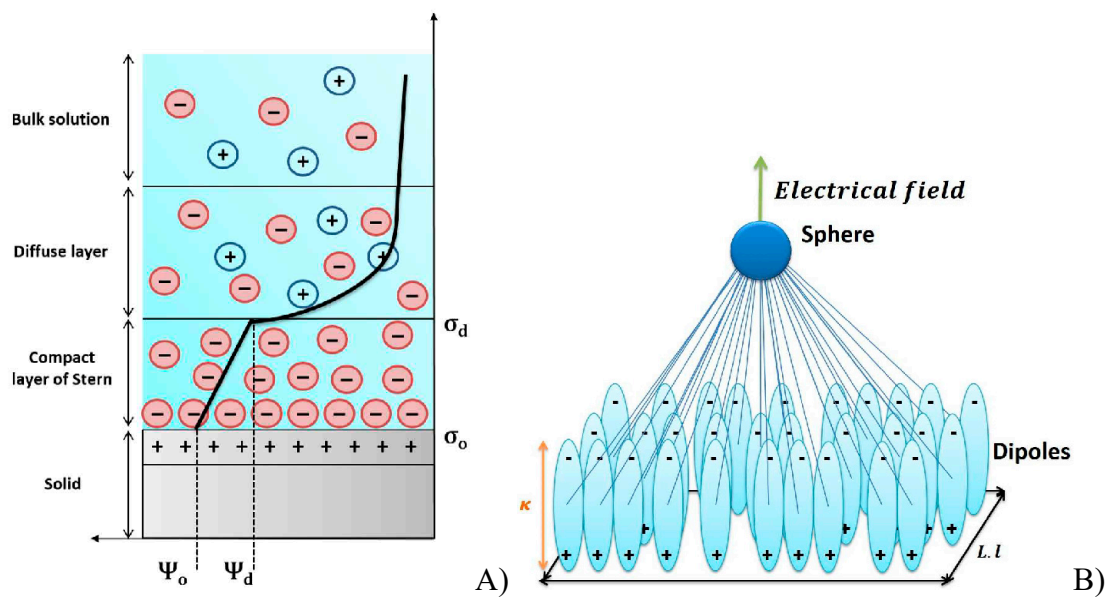 Bulk solution
Diffuse layer
Compact
layer of Stern
Solid
σd
σo
Ψo
Ψd
+ + + + + + + + +
A)
Electrical field
Sphere
Dipoles
κ
L.l
B)